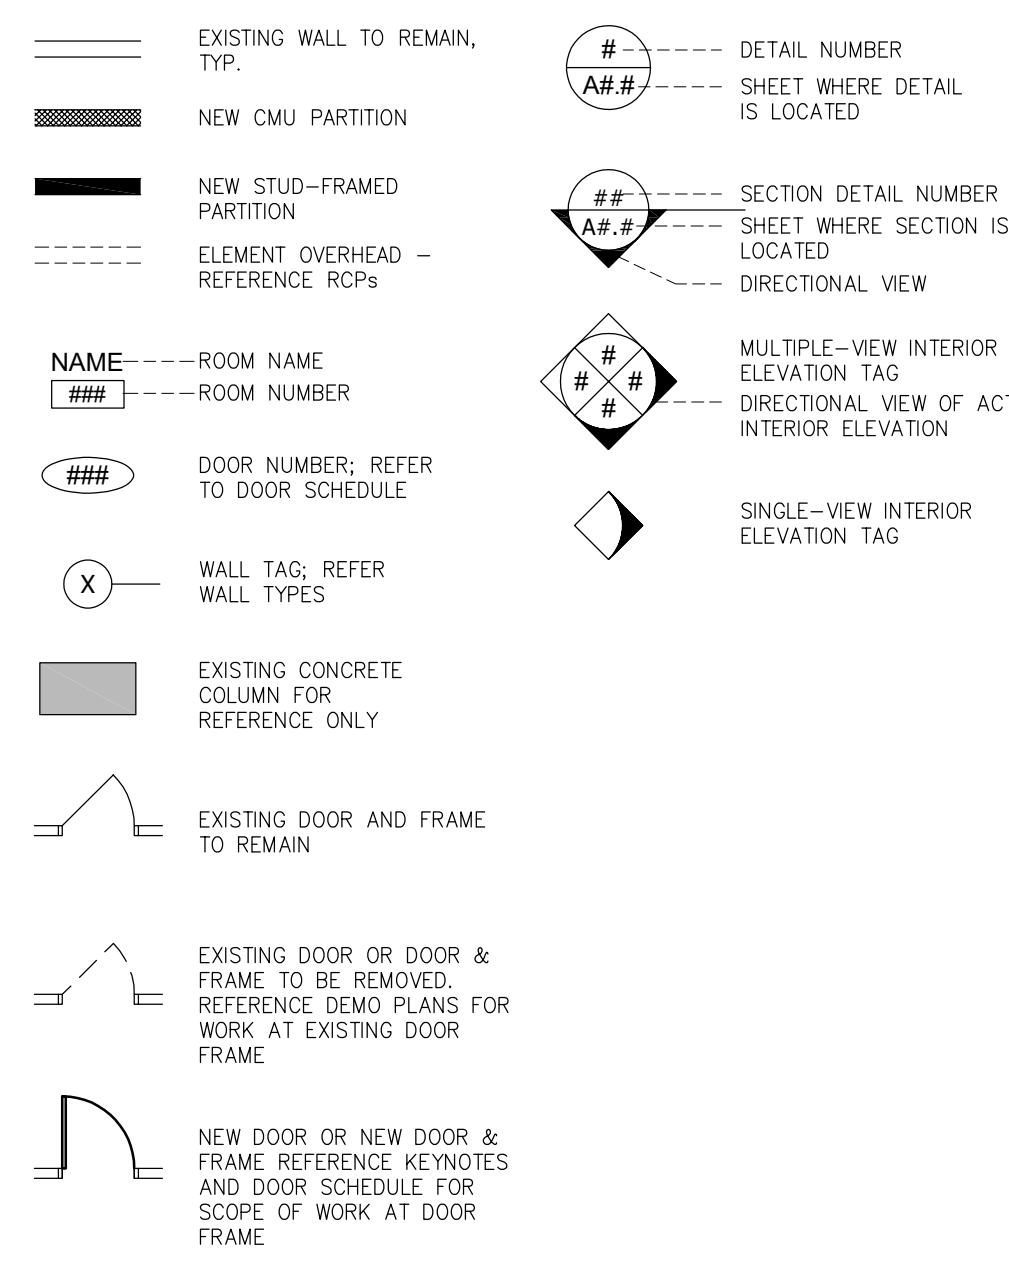 EXISTING WALL TO REMAIN,
TYP.
NEW CMU PARTITION
NEW STUD-FRAMED
PARTITION
ELEMENT OVERHEAD -
REFERENCE RCPs
NAME
ROOM NAME
###
ROOM NUMBER
###
DOOR NUMBER; REFER
TO DOOR SCHEDULE
X
WALL TAG; REFER
WALL TYPES
EXISTING CONCRETE
COLUMN FOR
REFERENCE ONLY
EXISTING DOOR AND FRAME
TO REMAIN
EXISTING DOOR OR DOOR &
FRAME TO BE REMOVED.
REFERENCE DEMO PLANS FOR
WORK AT EXISTING DOOR
FRAME
NEW DOOR OR NEW DOOR &
FRAME REFERENCE KEYNOTES
AND DOOR SCHEDULE FOR
SCOPE OF WORK AT DOOR
FRAME
#
DETAIL NUMBER
A#.#
SHEET WHERE DETAIL
IS LOCATED
##
SECTION DETAIL NUMBER
A#.#
SHEET WHERE SECTION IS
LOCATED
DIRECTIONAL VIEW
#
# #
#
MULTIPLE-VIEW INTERIOR
ELEVATION TAG
DIRECTIONAL VIEW OF
INTERIOR ELEVATION
SINGLE-VIEW INTERIOR
ELEVATION TAG